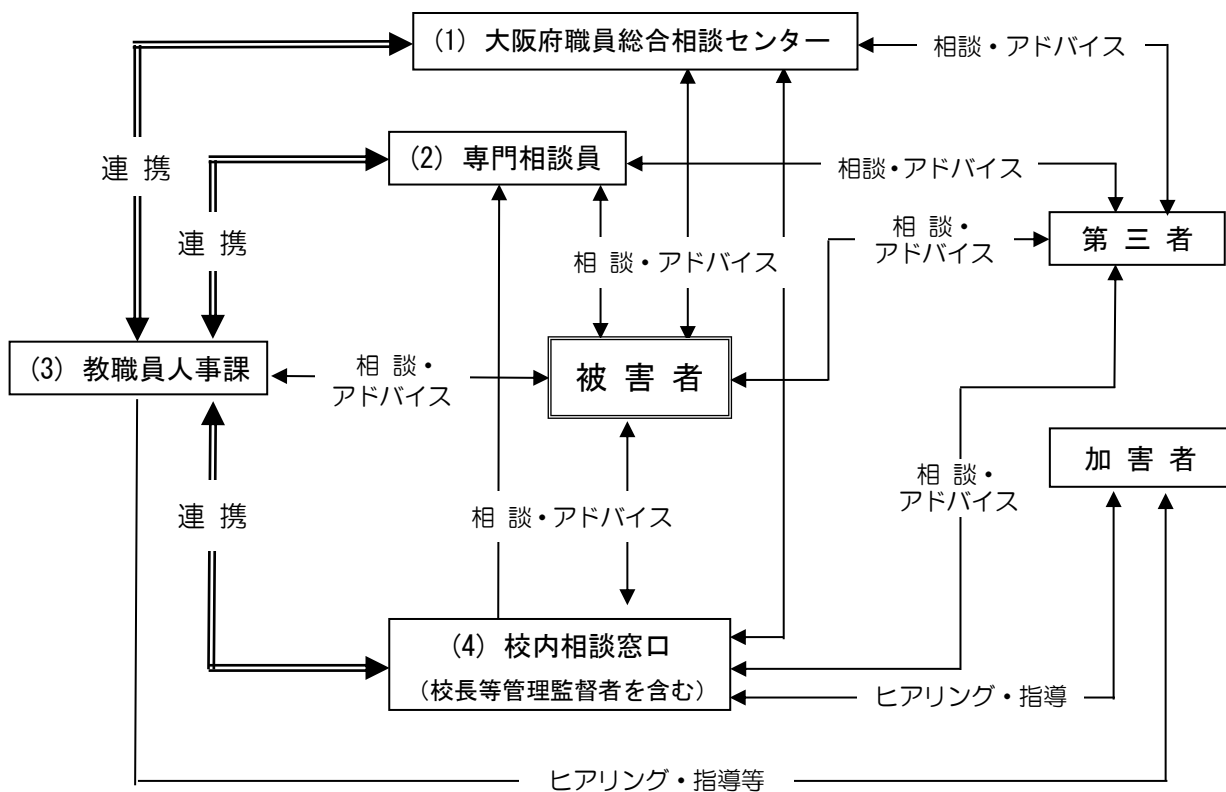 (1) 大阪府職員総合相談センター
相談・アドバイス
連 携
(2) 専門相談員
相談・アドバイス
連 携
相 談・
アドバイス
第 三 者
相 談・アドバイス
(3) 教職員人事課
相 談・
アドバイス
被 害 者
加 害 者
相 談・
アドバイス
連 携
相 談・アドバイス
(4) 校内相談窓口
(校長等管理監督者を含む)
ヒアリング・指導
ヒアリング・指導等